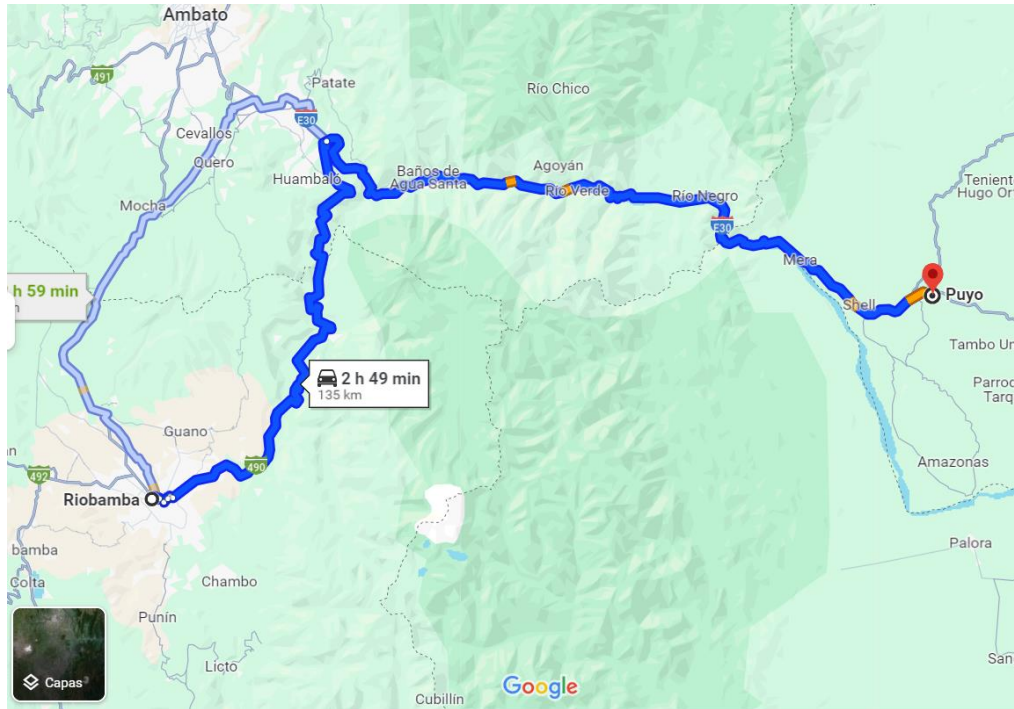 Ambato
491
Patate
Río Chico
E30
Cevallos
Quero
Huambaló
Baños de
Agua Santa
Agoyán
Río Verde
Río Negro
Teniente
Hugo Or
Mocha
E30
Mera
h 59 min
Shell
Puyo
Tambo Un
2 h 49 min
135 km
Parroq
Tarq
Guano
490
492
Riobamba
Amazonas
bamba
Colta
Chambo
Palora
Punín
Licto
Capas
Cubillín
Google
San